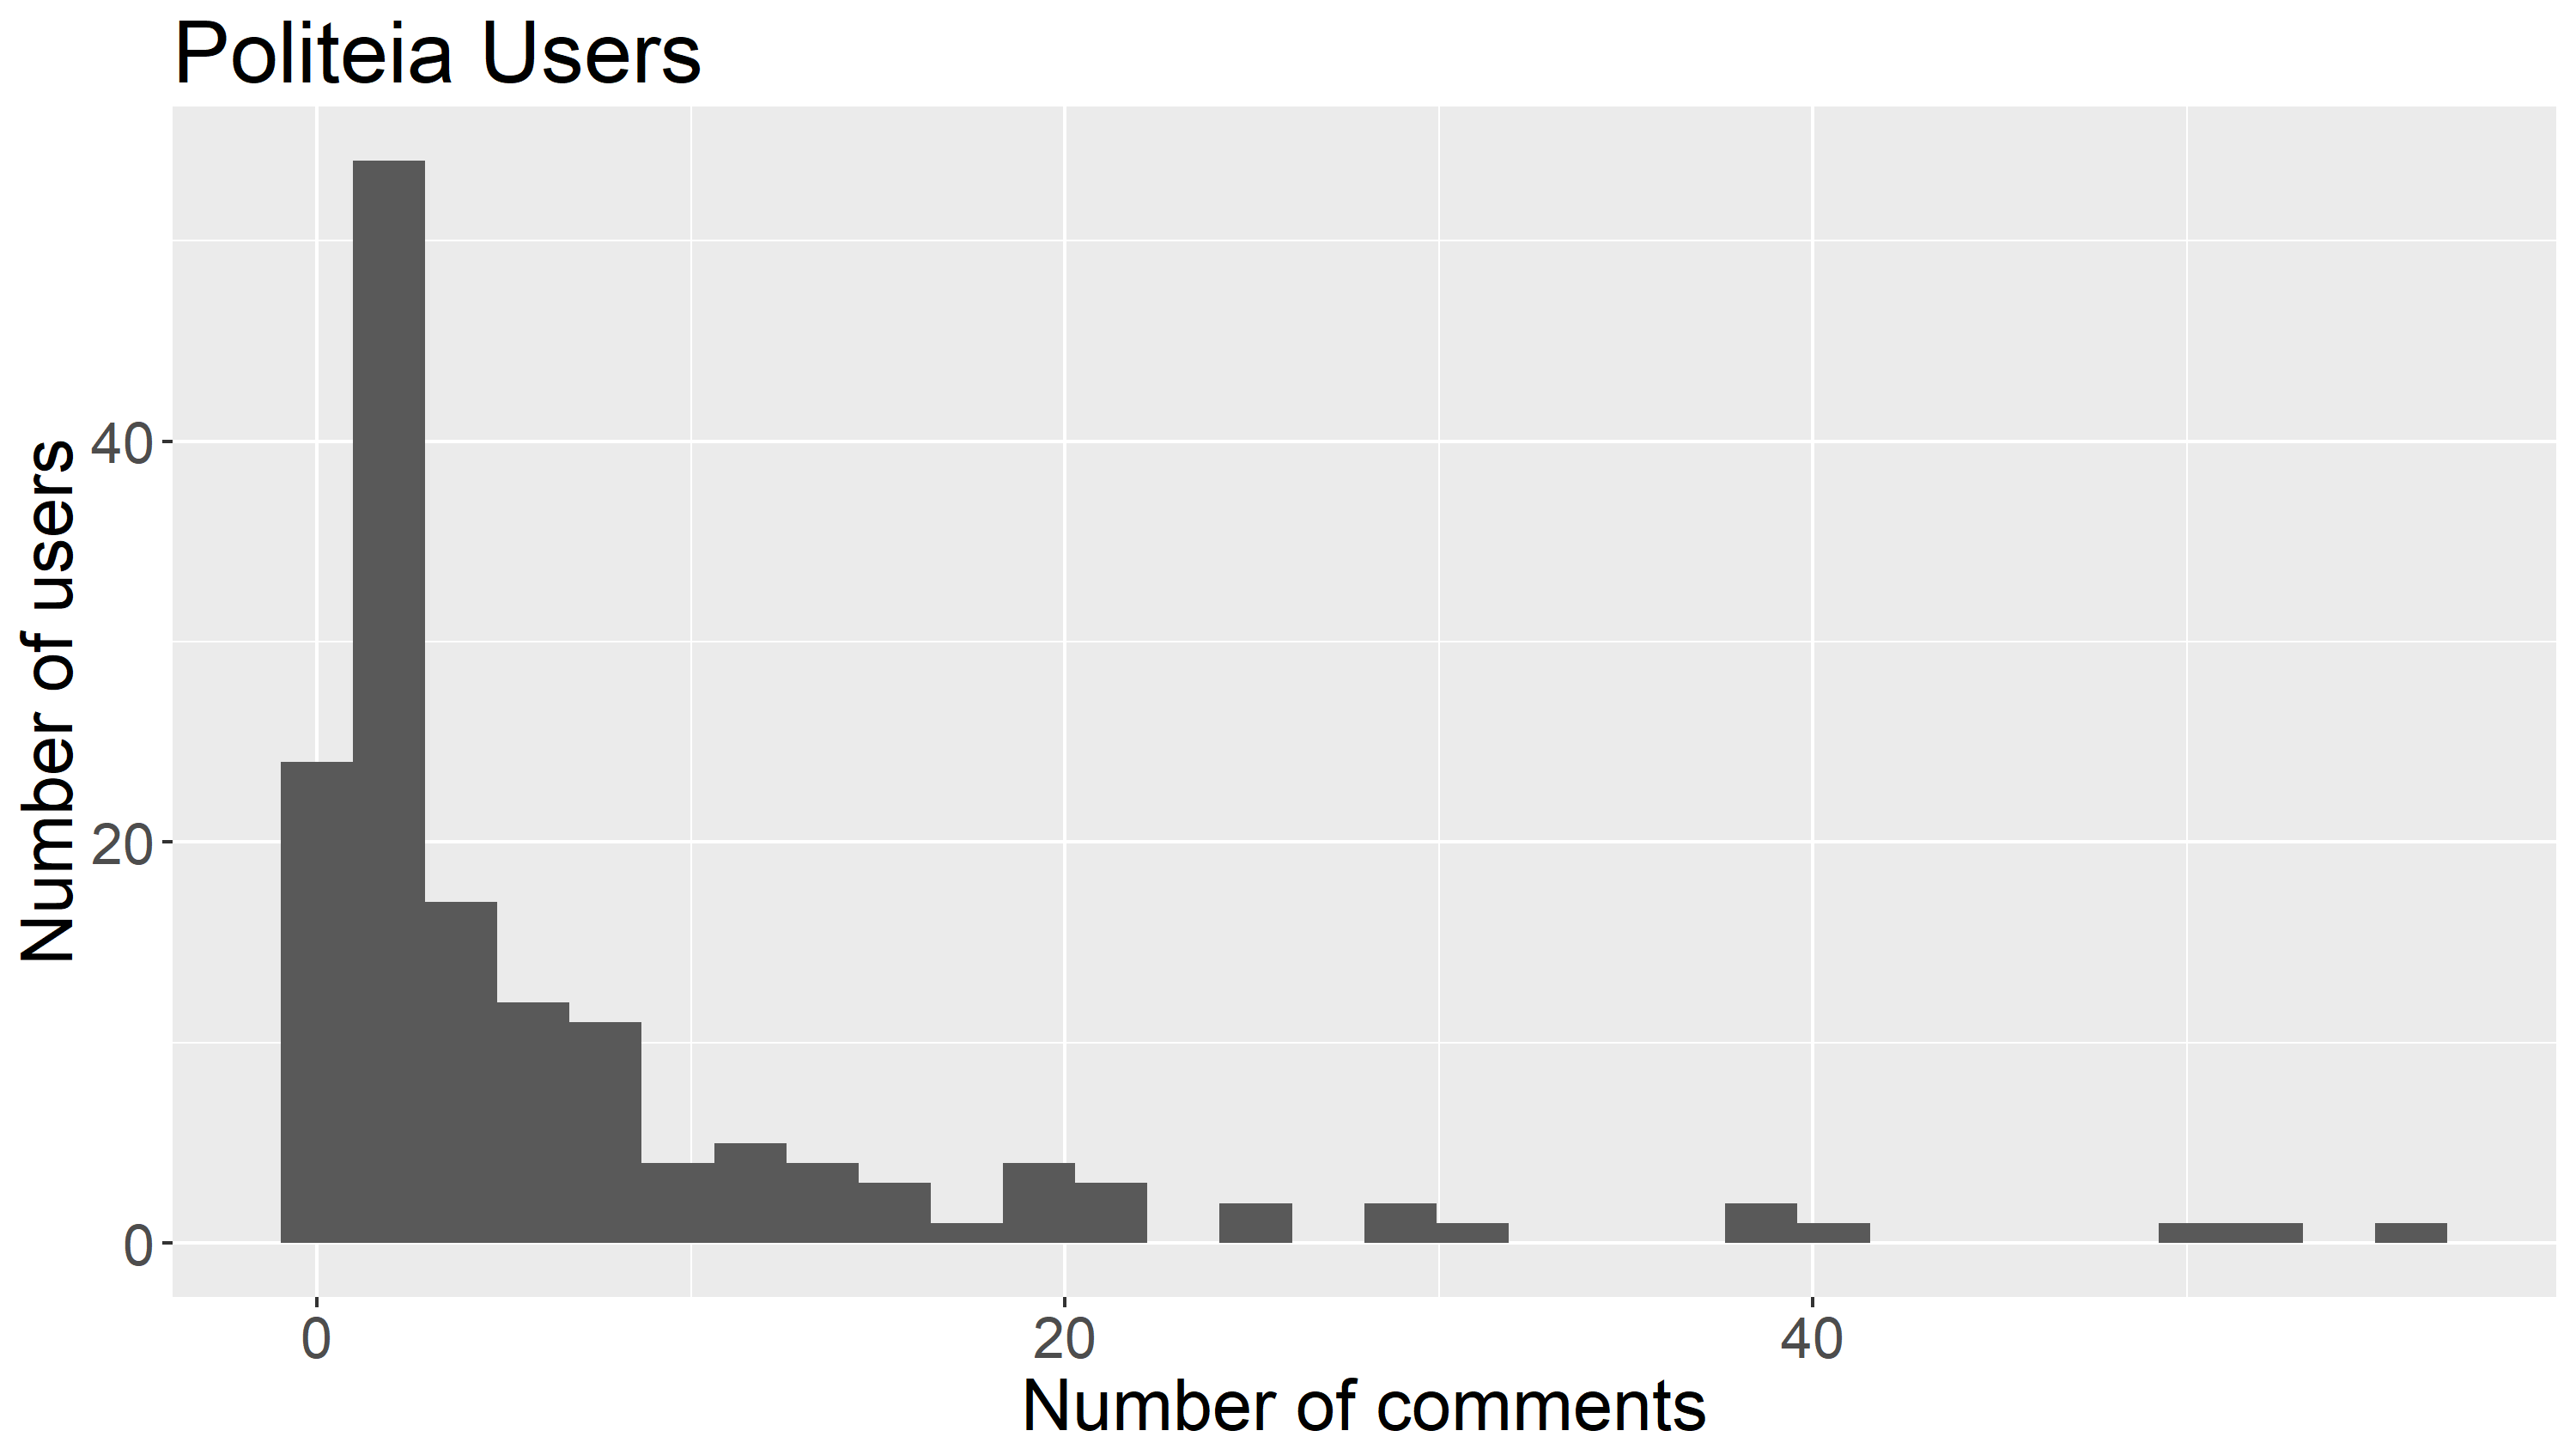 Politeia Users
Number of users
40
20
0
0 20 40
Number of comments